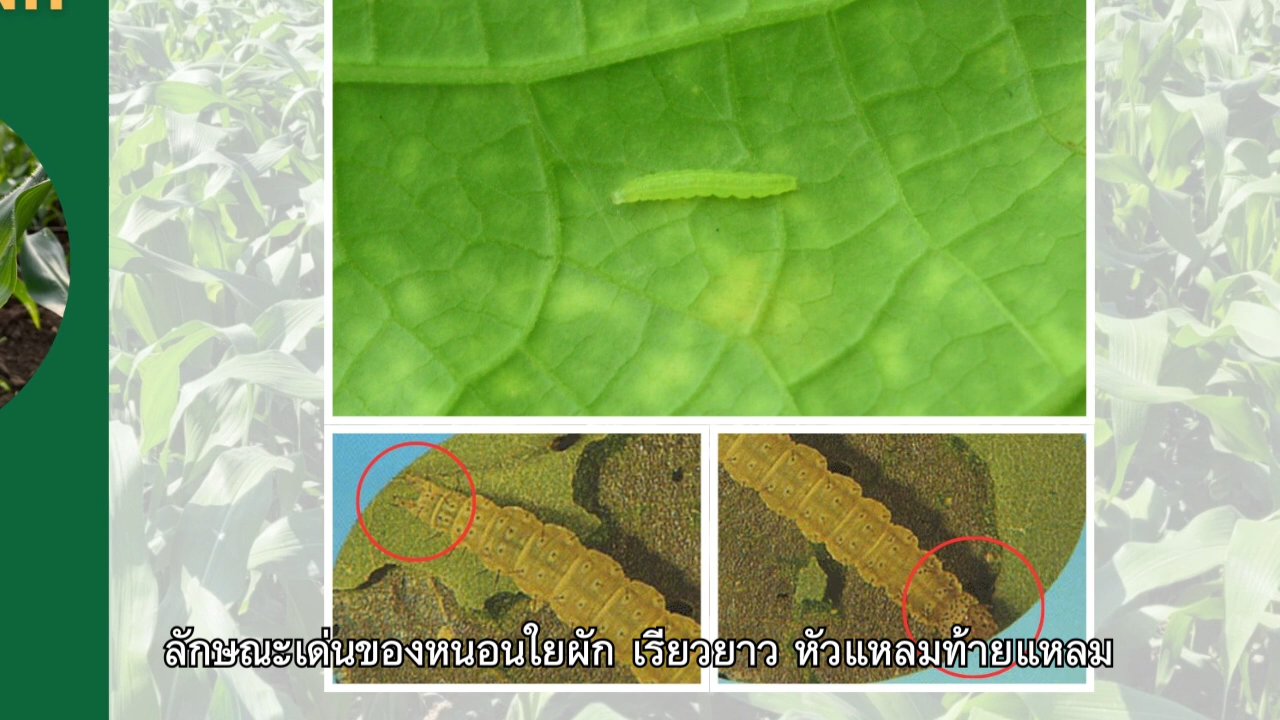 ลักษณะเด่นของหนอนใยผัก เรียวยาว หัวแหลมท้ายแหลม